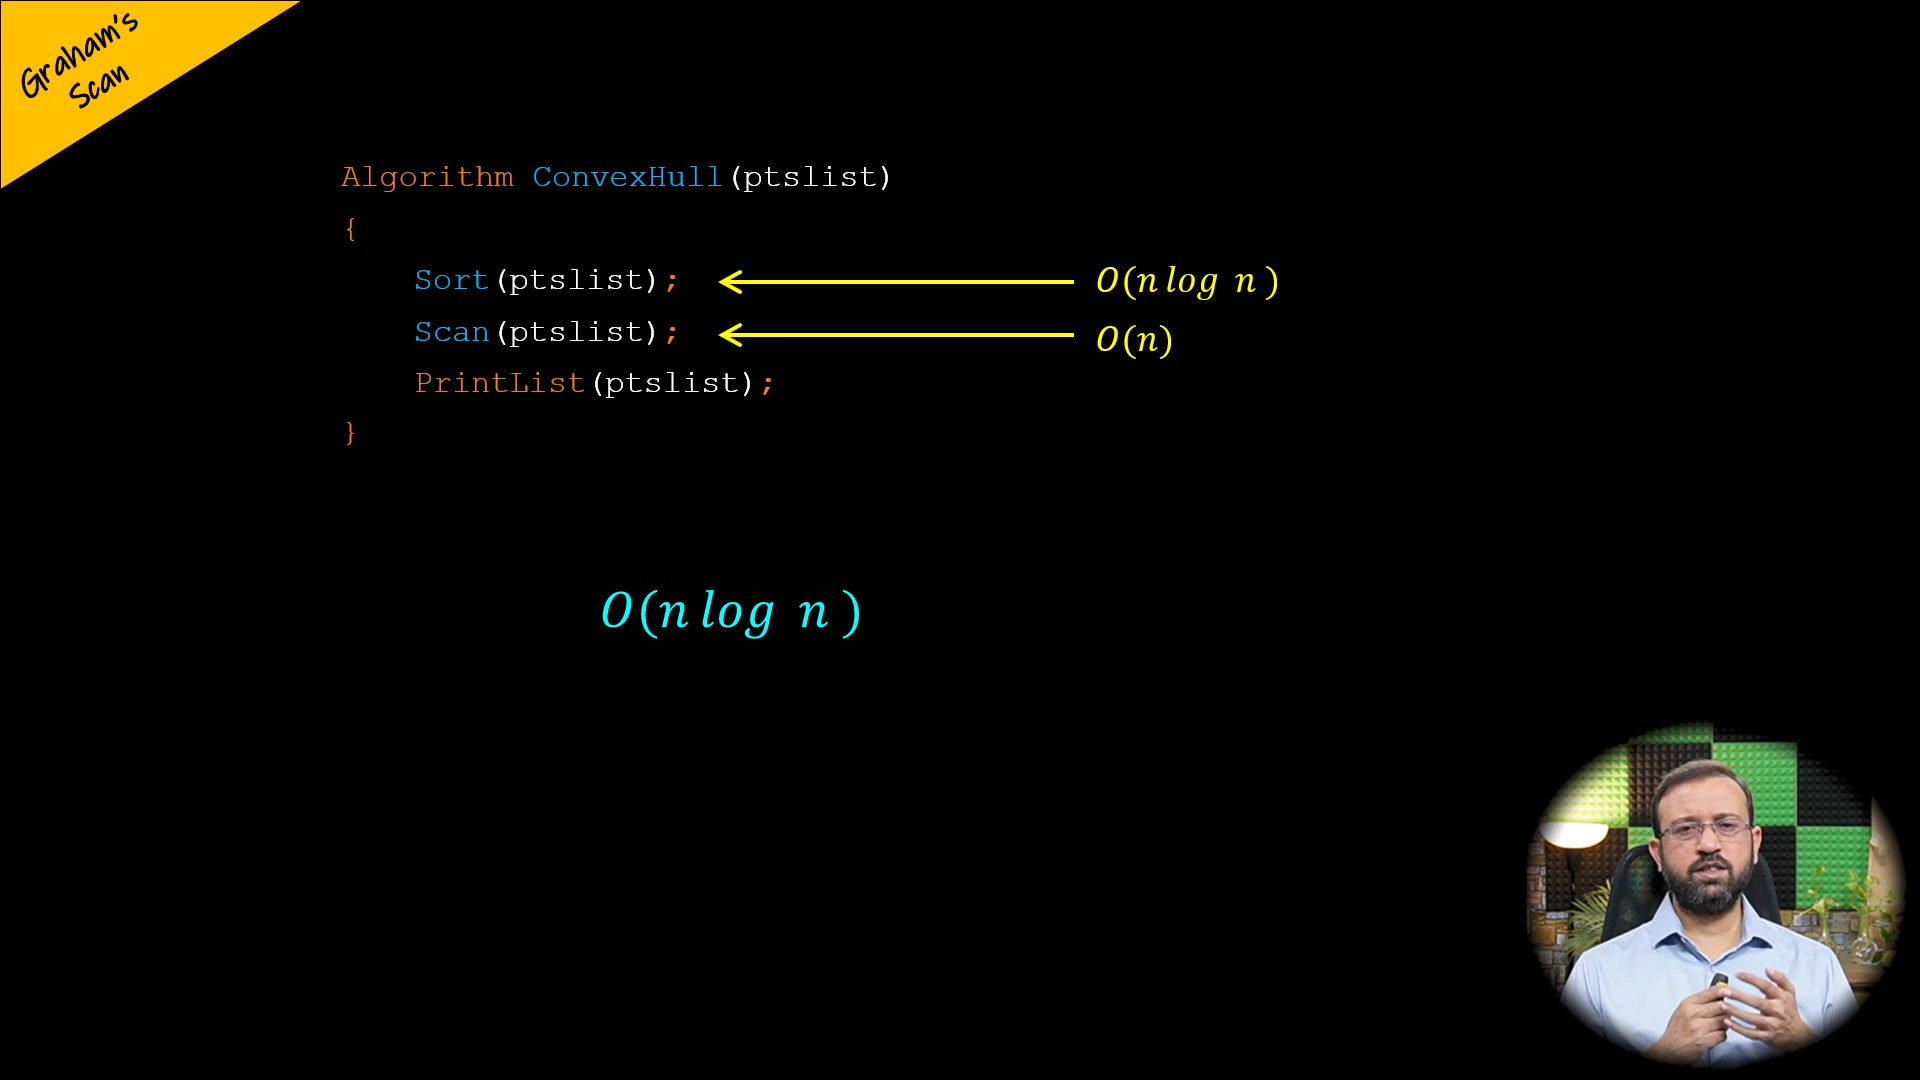 Graham's
Scan
Algorithm ConvexHull(ptslist)
{
Sort(ptslist); O(n log n)
Scan(ptslist); O(n)
PrintList(ptslist);
}
O(n log n)